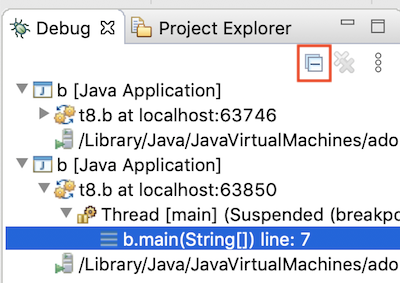 Debug
Project Explorer
b [Java Application]
t8.b at localhost:63746
/Library/Java/JavaVirtualMachines/ado
b [Java Application]
t8.b at localhost:63850
Thread [main] (Suspended (breakpo
b.main(String[]) line: 7
/Library/Java/JavaVirtualMachines/ado